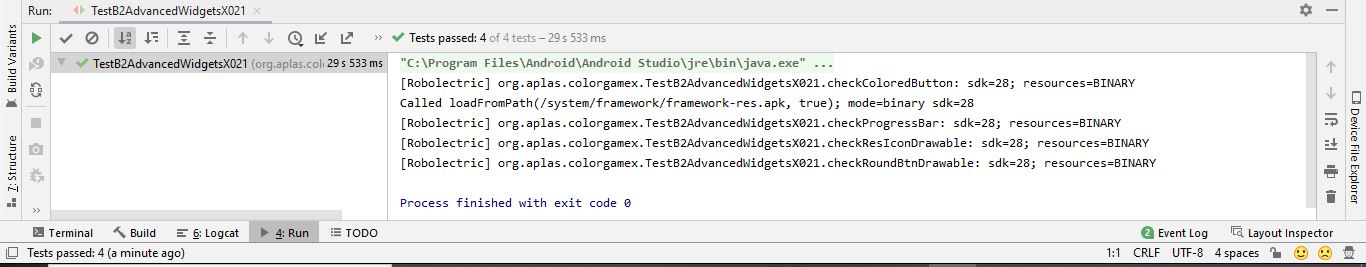 Run: TestB2AdvancedWidgetsX021
Tests passed: 4 of 4 tests – 29 s 533 ms
TestB2AdvancedWidgetsX021 (org.aplas.col 29 s 533 ms
"C:\Program Files\Android\Android Studio\jre\bin\java.exe" ...
[Robolectric] org.aplas.colorgamex.TestB2AdvancedWidgetsX021.checkColoredButton: sdk=28; resources=BINARY
Called loadFromPath(/system/framework/framework-res.apk, true); mode=binary sdk=28
[Robolectric] org.aplas.colorgamex.TestB2AdvancedWidgetsX021.checkProgressBar: sdk=28; resources=BINARY
[Robolectric] org.aplas.colorgamex.TestB2AdvancedWidgetsX021.checkResIconDrawable: sdk=28; resources=BINARY
[Robolectric] org.aplas.colorgamex.TestB2AdvancedWidgetsX021.checkRoundBtnDrawable: sdk=28; resources=BINARY
Process finished with exit code 0
Build Variants
7: Structure
Device File Explorer
Terminal Build 6: Logcat 4: Run TODO 2 Event Log Layout Inspector
Tests passed: 4 (a minute ago) 1:1 CRLF UTF-8 4 spaces